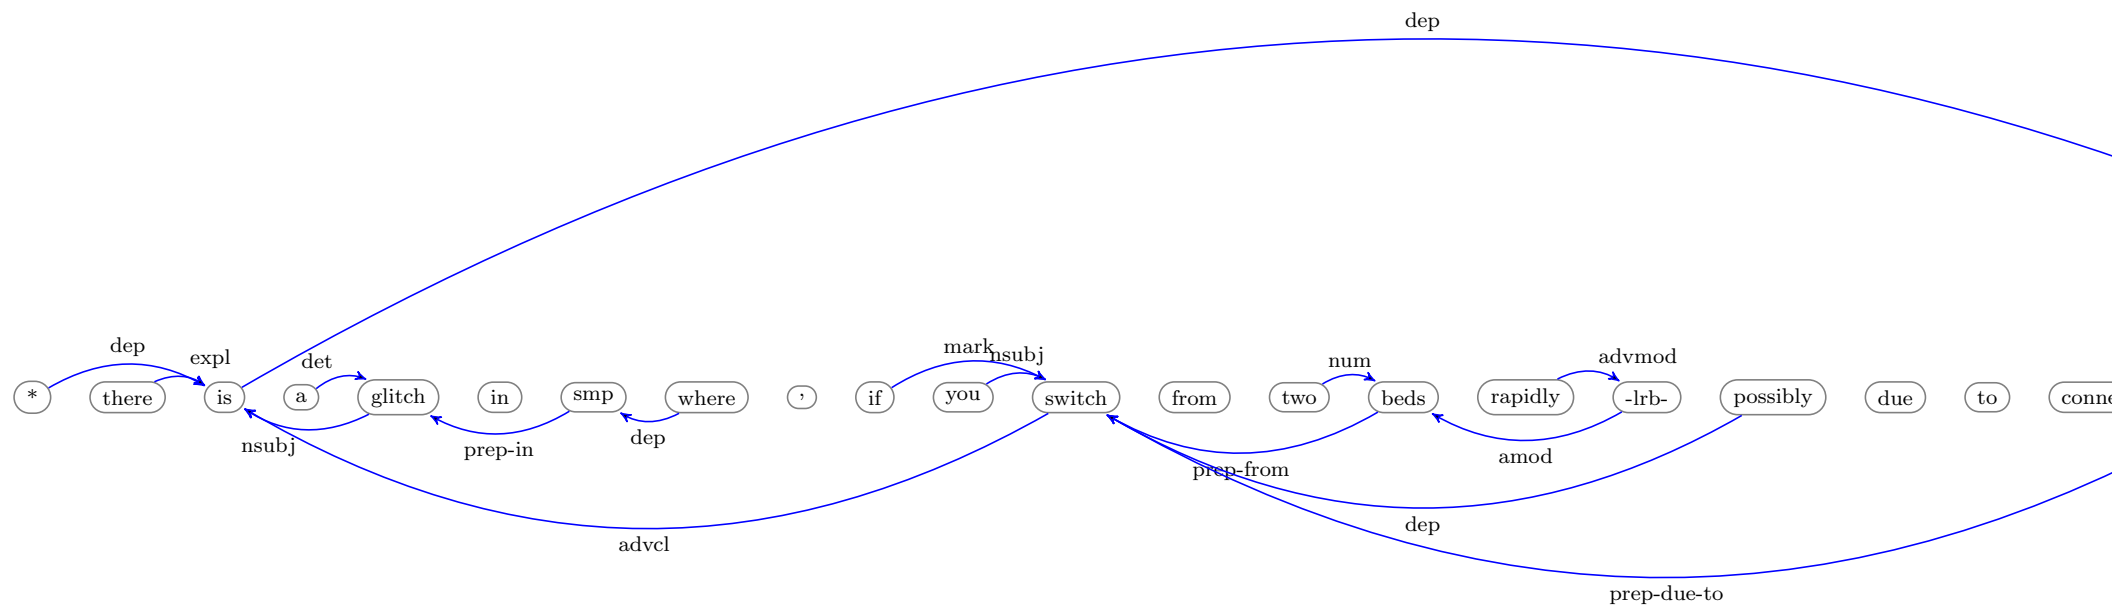 dep
dep expl det mark nsubj num advmod
* there is a glitch in smp where , if you switch from two beds rapidly -lrb- possibly due to conne
nsubj prep-in dep prep-from amod
dep
advcl
prep-due-to